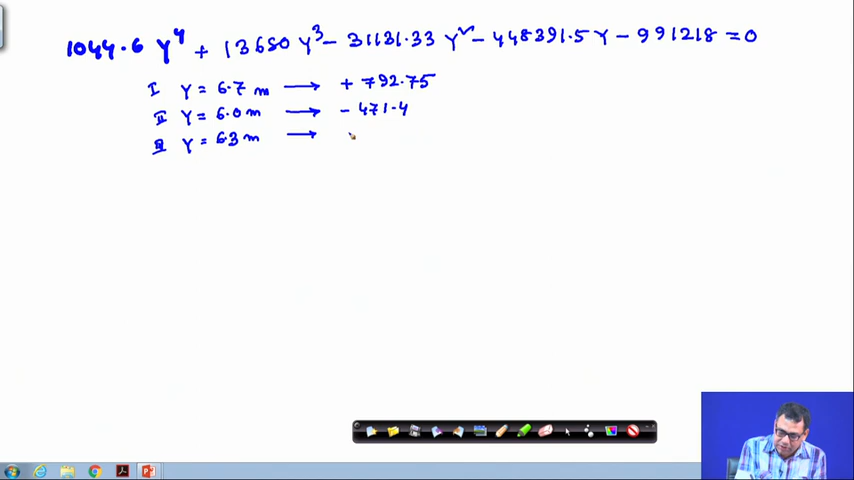 1044.6 Y⁴ + 13680 Y³ - 31131.33 Y² - 448391.5 Y - 991218 = 0
I Y = 6.7 m → + 792.75
II Y = 6.0 m → - 471.4
III Y = 6.3 m →